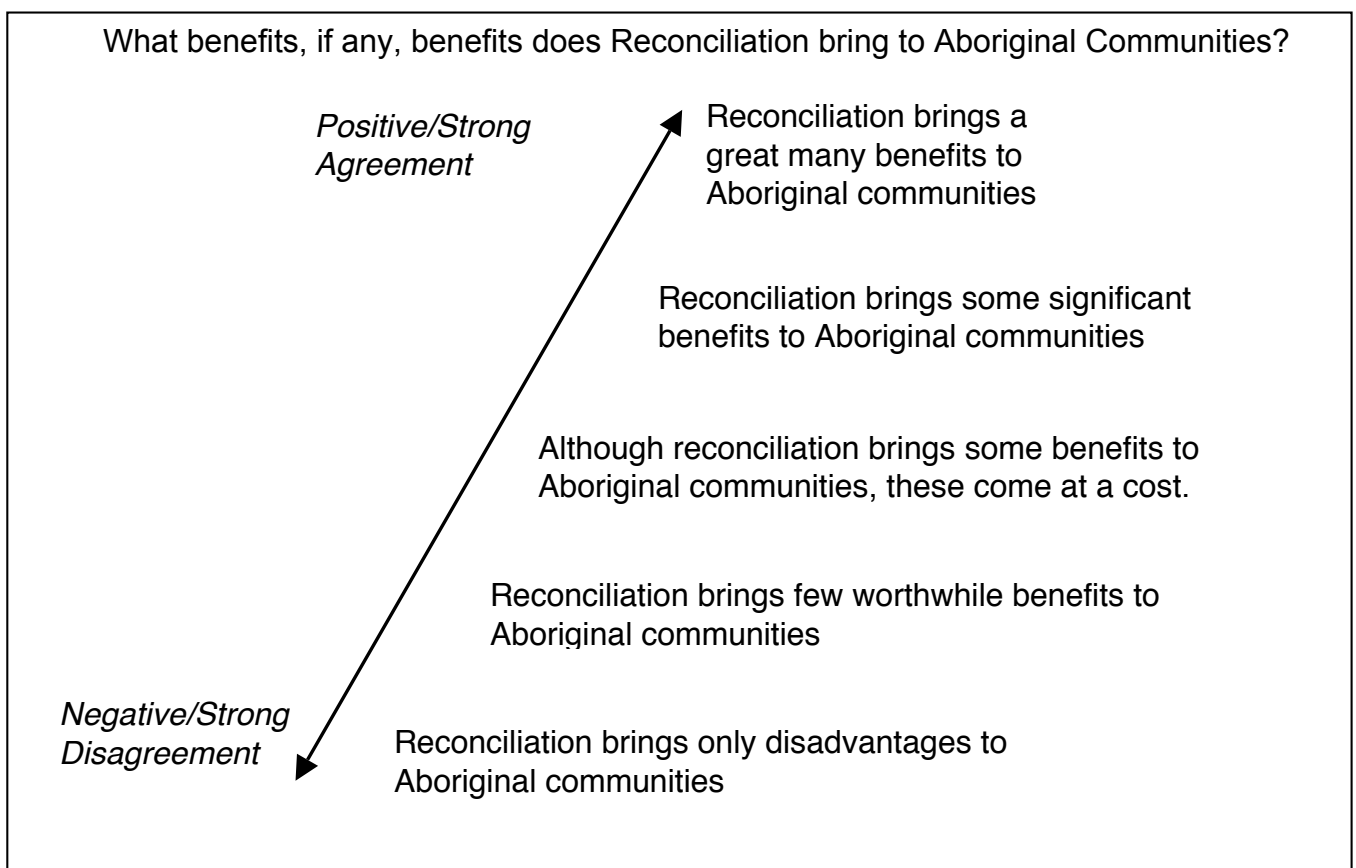 What benefits, if any, benefits does Reconciliation bring to Aboriginal Communities?
Positive/Strong
Agreement
Reconciliation brings a
great many benefits to
Aboriginal communities
Reconciliation brings some significant
benefits to Aboriginal communities
Although reconciliation brings some benefits to
Aboriginal communities, these come at a cost.
Reconciliation brings few worthwhile benefits to
Aboriginal communities
Negative/Strong
Disagreement
Reconciliation brings only disadvantages to
Aboriginal communities